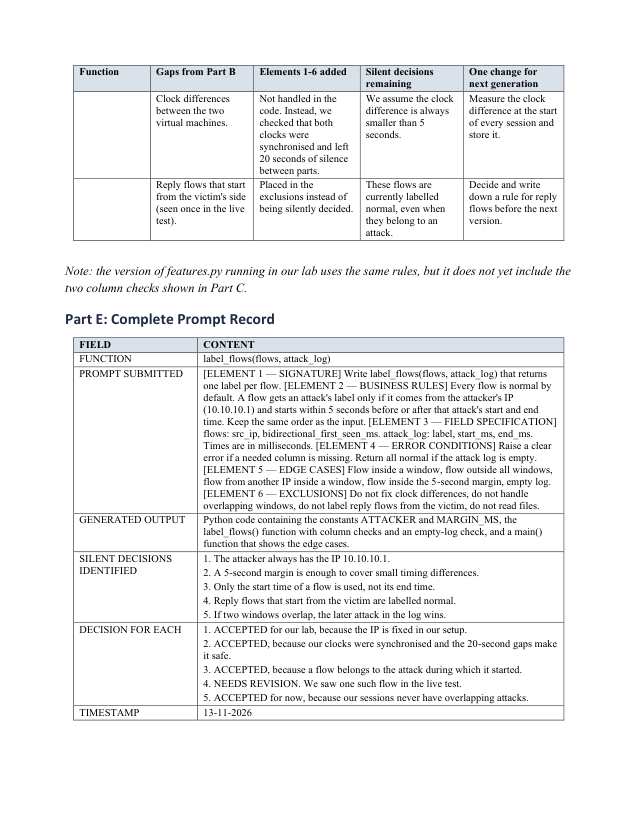 Function Gaps from Part B Elements 1-6 added Silent decisions remaining One change for next generation
Clock differences
between the two
virtual machines.
Not handled in the
code. Instead, we
checked that both
clocks were
synchronised and left
20 seconds of silence
between parts.
We assume the clock
difference is always
smaller than 5
seconds.
Measure the clock
difference at the start
of every session and
store it.
Reply flows that start
from the victim's side
(seen once in the live
test).
Placed in the
exclusions instead of
being silently decided.
These flows are
currently labelled
normal, even when
they belong to an
attack.
Decide and write
down a rule for reply
flows before the next
version.
Note: the version of features.py running in our lab uses the same rules, but it does not yet include the
two column checks shown in Part C.
Part E: Complete Prompt Record
FIELD CONTENT
FUNCTION label_flows(flows, attack_log)
PROMPT SUBMITTED [ELEMENT 1 — SIGNATURE] Write label_flows(flows, attack_log) that returns
one label per flow. [ELEMENT 2 — BUSINESS RULES] Every flow is normal by
default. A flow gets an attack's label only if it comes from the attacker's IP
(10.10.10.1) and starts within 5 seconds before or after that attack's start and end
time. Keep the same order as the input. [ELEMENT 3 — FIELD SPECIFICATION]
flows: src_ip, bidirectional_first_seen_ms. attack_log: label, start_ms, end_ms.
Times are in milliseconds. [ELEMENT 4 — ERROR CONDITIONS] Raise a clear
error if a needed column is missing. Return all normal if the attack log is empty.
[ELEMENT 5 — EDGE CASES] Flow inside a window, flow outside all windows,
flow from another IP inside a window, flow inside the 5-second margin, empty log.
[ELEMENT 6 — EXCLUSIONS] Do not fix clock differences, do not handle
overlapping windows, do not label reply flows from the victim, do not read files.
GENERATED OUTPUT Python code containing the constants ATTACKER and MARGIN_MS, the
label_flows() function with column checks and an empty-log check, and a main()
function that shows the edge cases.
SILENT DECISIONS
IDENTIFIED
1. The attacker always has the IP 10.10.10.1.
2. A 5-second margin is enough to cover small timing differences.
3. Only the start time of a flow is used, not its end time.
4. Reply flows that start from the victim are labelled normal.
5. If two windows overlap, the later attack in the log wins.
DECISION FOR EACH 1. ACCEPTED for our lab, because the IP is fixed in our setup.
2. ACCEPTED, because our clocks were synchronised and the 20-second gaps make
it safe.
3. ACCEPTED, because a flow belongs to the attack during which it started.
4. NEEDS REVISION. We saw one such flow in the live test.
5. ACCEPTED for now, because our sessions never have overlapping attacks.
TIMESTAMP 13-11-2026